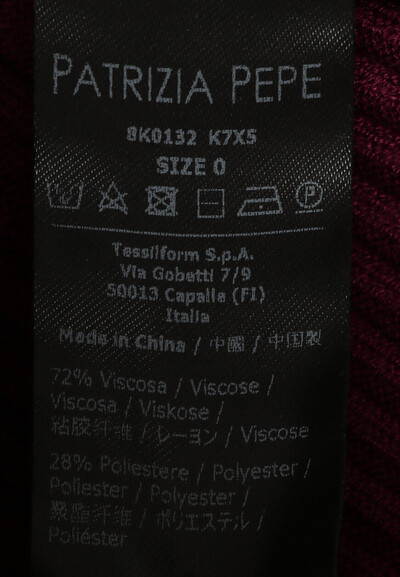 PATRIZIA PEPE
8K0132 K7X5
SIZE 0
P
Tessilform S.p.A.
Via Gobetti 7/9
50013 Capalle (FI)
Italia
Made in China / 中國 / 中国製
72% Viscosa / Viscose /
Viscosa / Viskose /
粘胶纤维 / レーヨン / Viscose
28% Poliestere / Polyester /
Poliester / Polyester /
聚酯纤维 / ポリエステル /
Poliéster